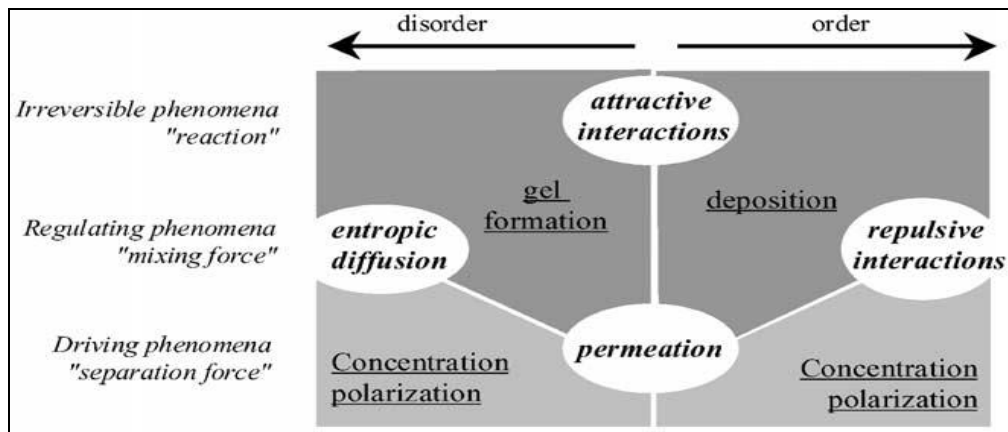 disorder
order
Irreversible phenomena
"reaction"
attractive
interactions
gel
formation
deposition
Regulating phenomena
"mixing force"
entropic
diffusion
repulsive
interactions
Driving phenomena
"separation force"
permeation
Concentration
polarization
Concentration
polarization